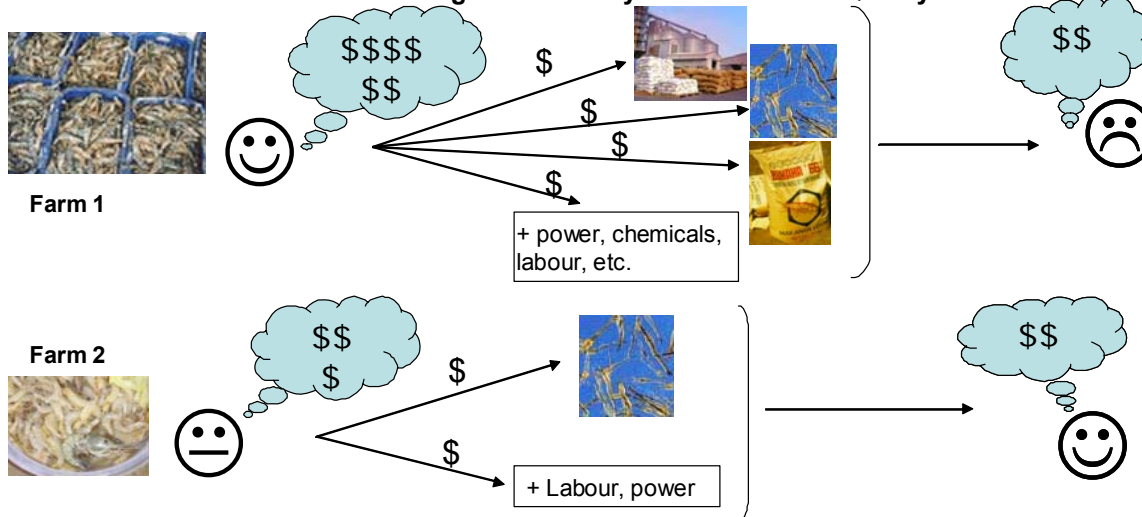 $$$$
$$
$
$
$
$
Farm 1
+ power, chemicals,
labour, etc.
$$
Farm 2
$$
$
$
$
+ Labour, power
$$